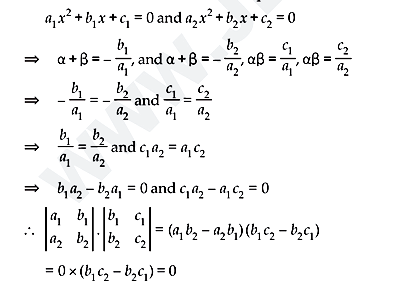 a₁x² + b₁x + c₁ = 0 and a₂x² + b₂x + c₂ = 0
⇒ α + β = − b₁/a₁, and α + β = − b₂/a₂, αβ = c₁/a₁, αβ = c₂/a₂
⇒ − b₁/a₁ = − b₂/a₂ and c₁/a₁ = c₂/a₂
⇒ b₁/a₁ = b₂/a₂ and c₁a₂ = a₁c₂
⇒ b₁a₂ − b₂a₁ = 0 and c₁a₂ − a₁c₂ = 0
∴ |a₁ b₁; a₂ b₂| · |b₁ c₁; b₂ c₂| = (a₁b₂ − a₂b₁)(b₁c₂ − b₂c₁)
= 0 × (b₁c₂ − b₂c₁) = 0